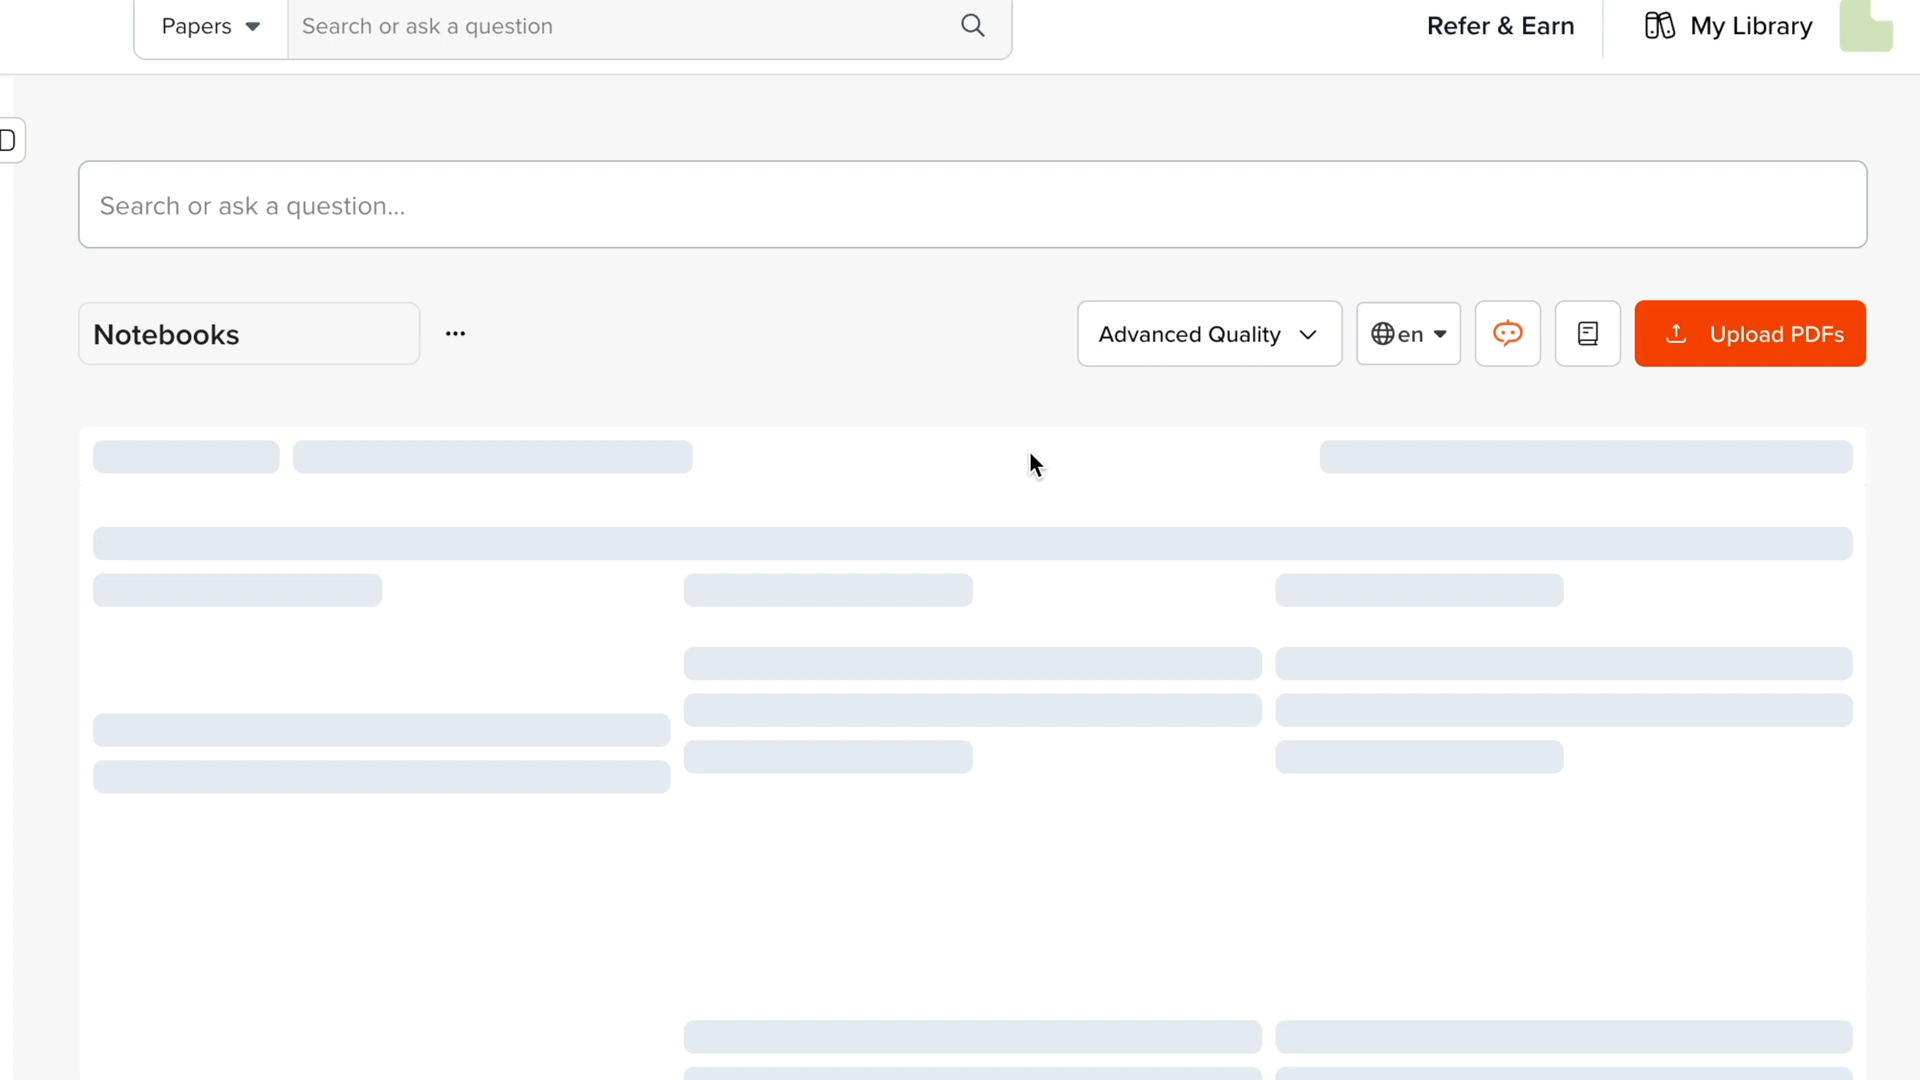 Papers
Search or ask a question
Refer & Earn
My Library
Search or ask a question...
Notebooks
Advanced Quality
en
Upload PDFs